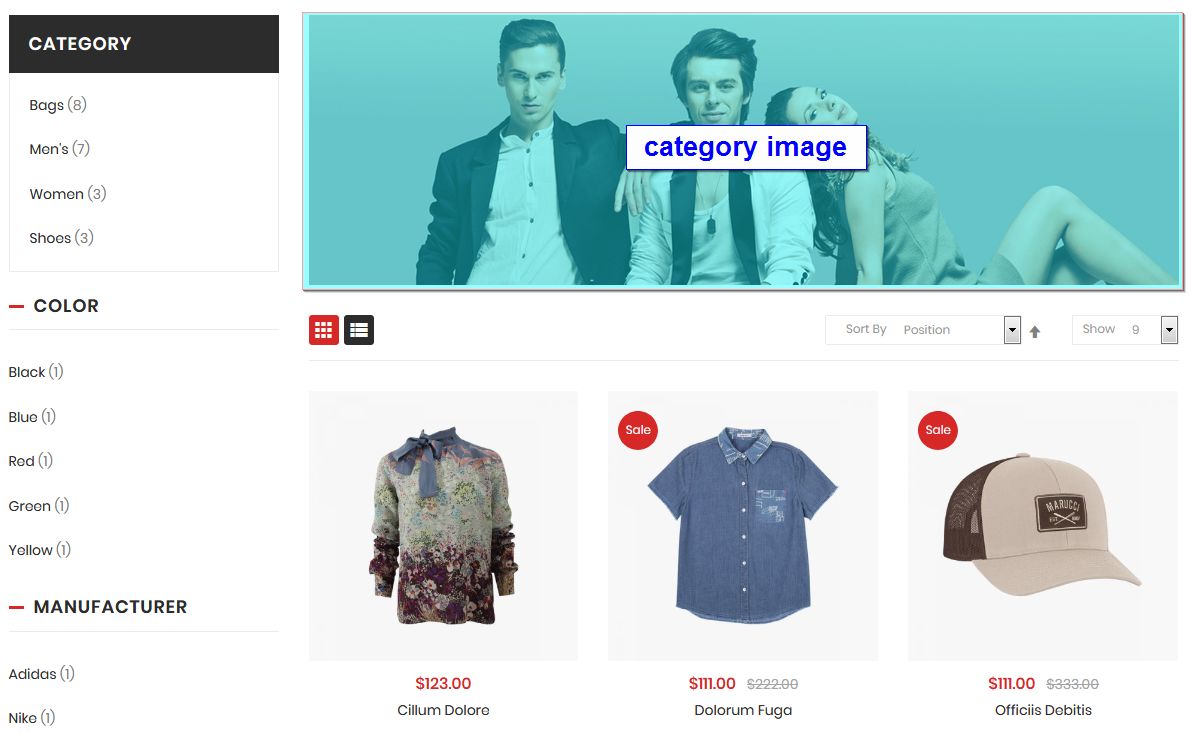 CATEGORY
Bags (8)
Men's (7)
Women (3)
Shoes (3)
COLOR
Black (1)
Blue (1)
Red (1)
Green (1)
Yellow (1)
MANUFACTURER
Adidas (1)
Nike (1)
category image
Sort By Position
Show 9
Sale
Sale
MARUCCI
$123.00
Cillum Dolore
$111.00 $222.00
Dolorum Fuga
$111.00 $333.00
Officiis Debitis